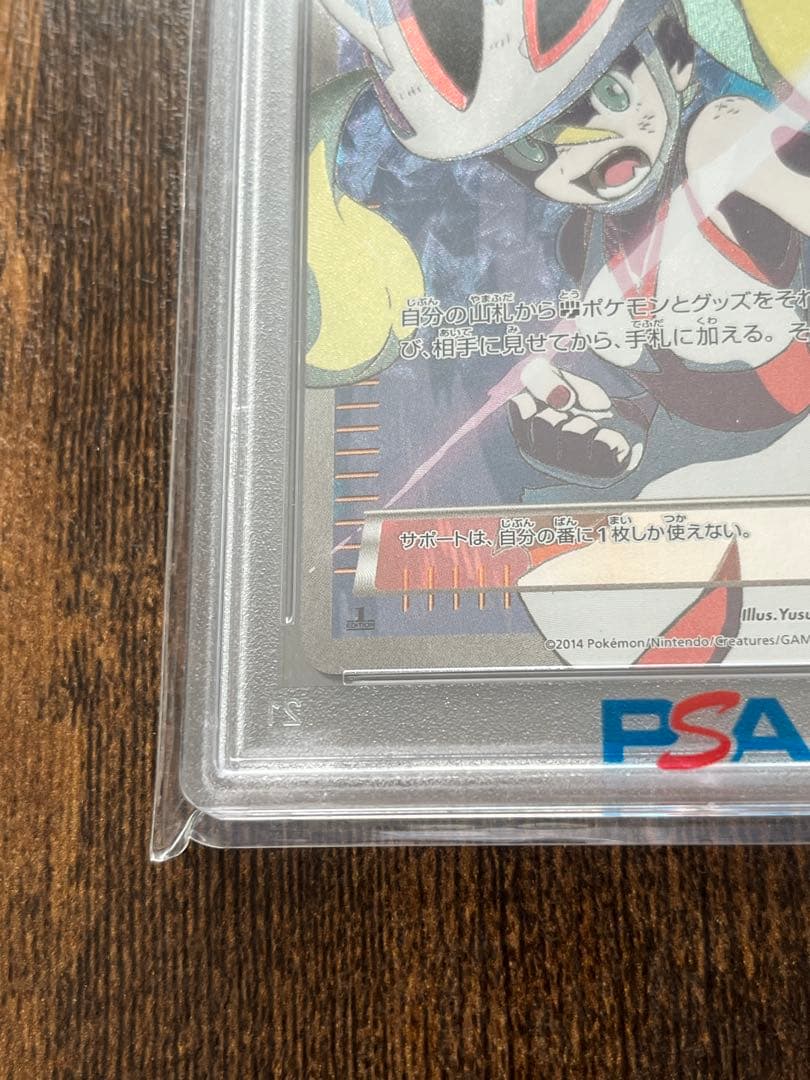 自分の山札からポケモンとグッズをそれ
び、相手に見せてから、手札に加える。そ
サポートは、自分の番に1枚しか使えない。
Illus.Yusu
1
EDITION
©2014 Pokémon/Nintendo/Creatures/GAM
PSA
27